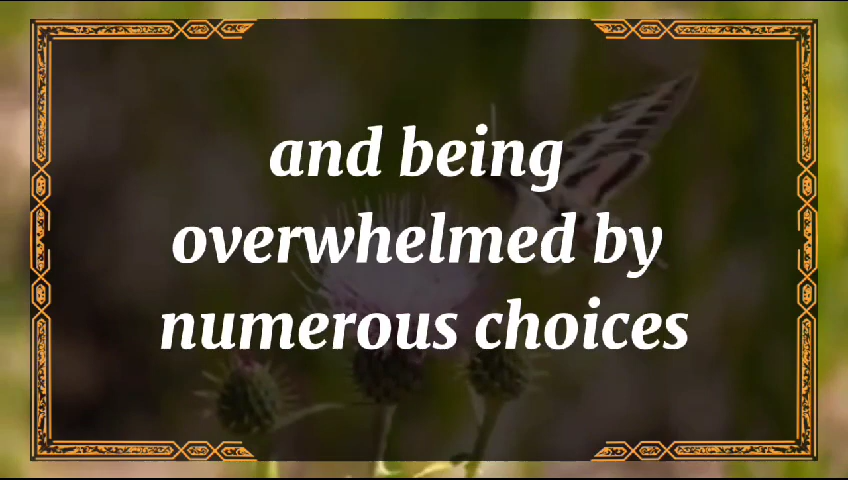 and being
overwhelmed by
numerous choices